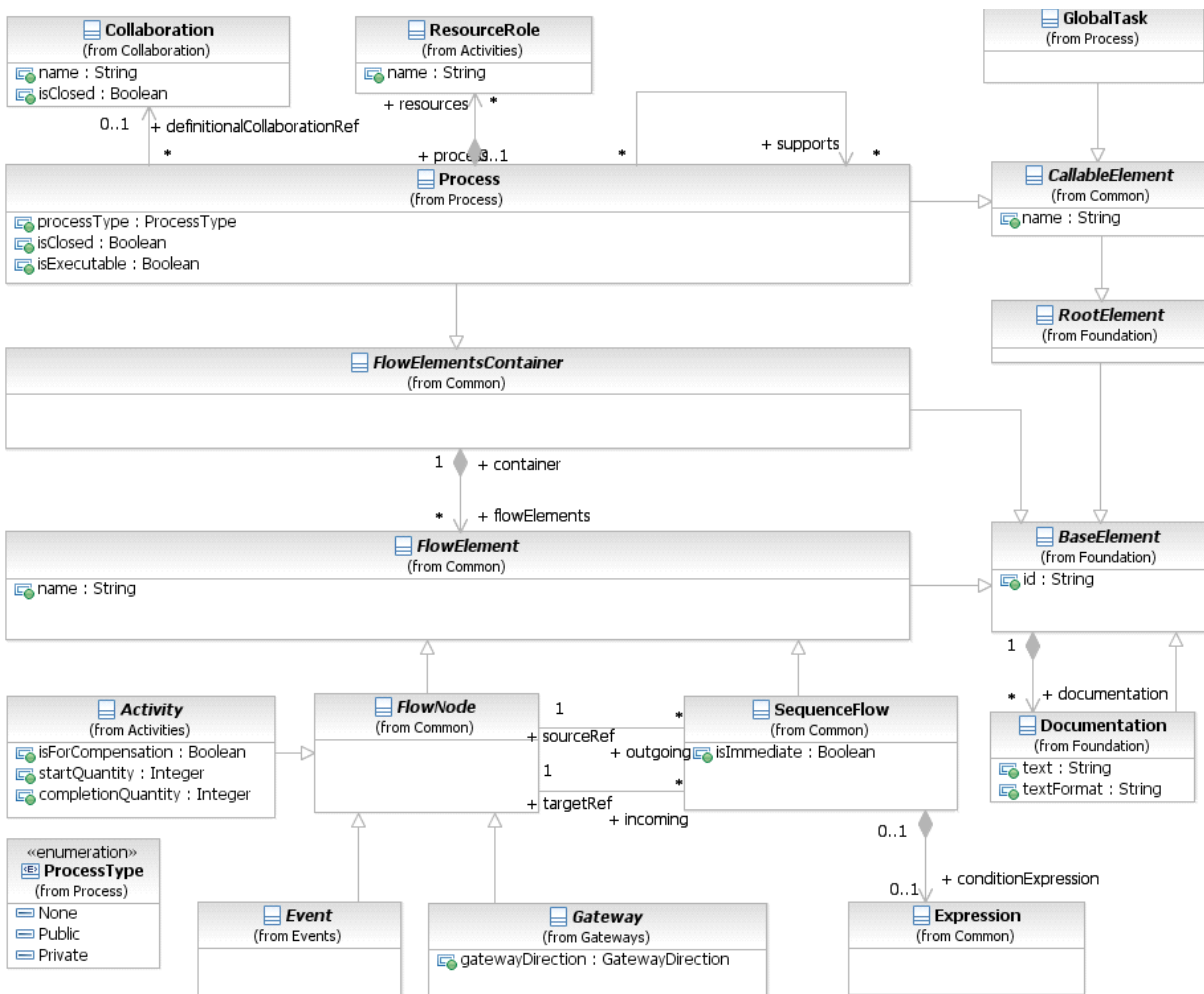 Collaboration
(from Collaboration)
name : String
isClosed : Boolean
ResourceRole
(from Activities)
name : String
GlobalTask
(from Process)
+ resources
*
0..1
+ definitionalCollaborationRef
*
+ process
0..1
*
+ supports
*
Process
(from Process)
processType : ProcessType
isClosed : Boolean
isExecutable : Boolean
CallableElement
(from Common)
name : String
RootElement
(from Foundation)
FlowElementsContainer
(from Common)
1
+ container
*
+ flowElements
FlowElement
(from Common)
name : String
BaseElement
(from Foundation)
id : String
1
*
+ documentation
Documentation
(from Foundation)
text : String
textFormat : String
Activity
(from Activities)
isForCompensation : Boolean
startQuantity : Integer
completionQuantity : Integer
FlowNode
(from Common)
1
*
+ sourceRef
+ outgoing
1
*
+ targetRef
+ incoming
SequenceFlow
(from Common)
isImmediate : Boolean
0..1
0..1
+ conditionExpression
«enumeration»
ProcessType
(from Process)
None
Public
Private
Event
(from Events)
Gateway
(from Gateways)
gatewayDirection : GatewayDirection
Expression
(from Common)